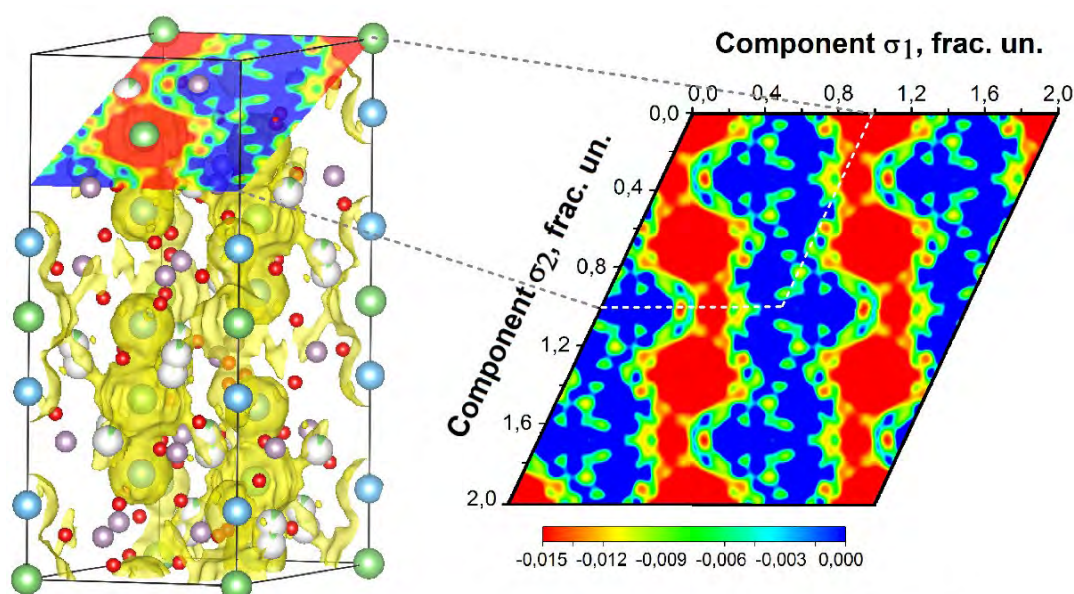 Component σ1, frac. un.
0,0 0,4 0,8 1,2 1,6 2,0
0,0
0,4
0,8
1,2
1,6
2,0
Component σ2, frac. un.
-0,015 -0,012 -0,009 -0,006 -0,003 0,000